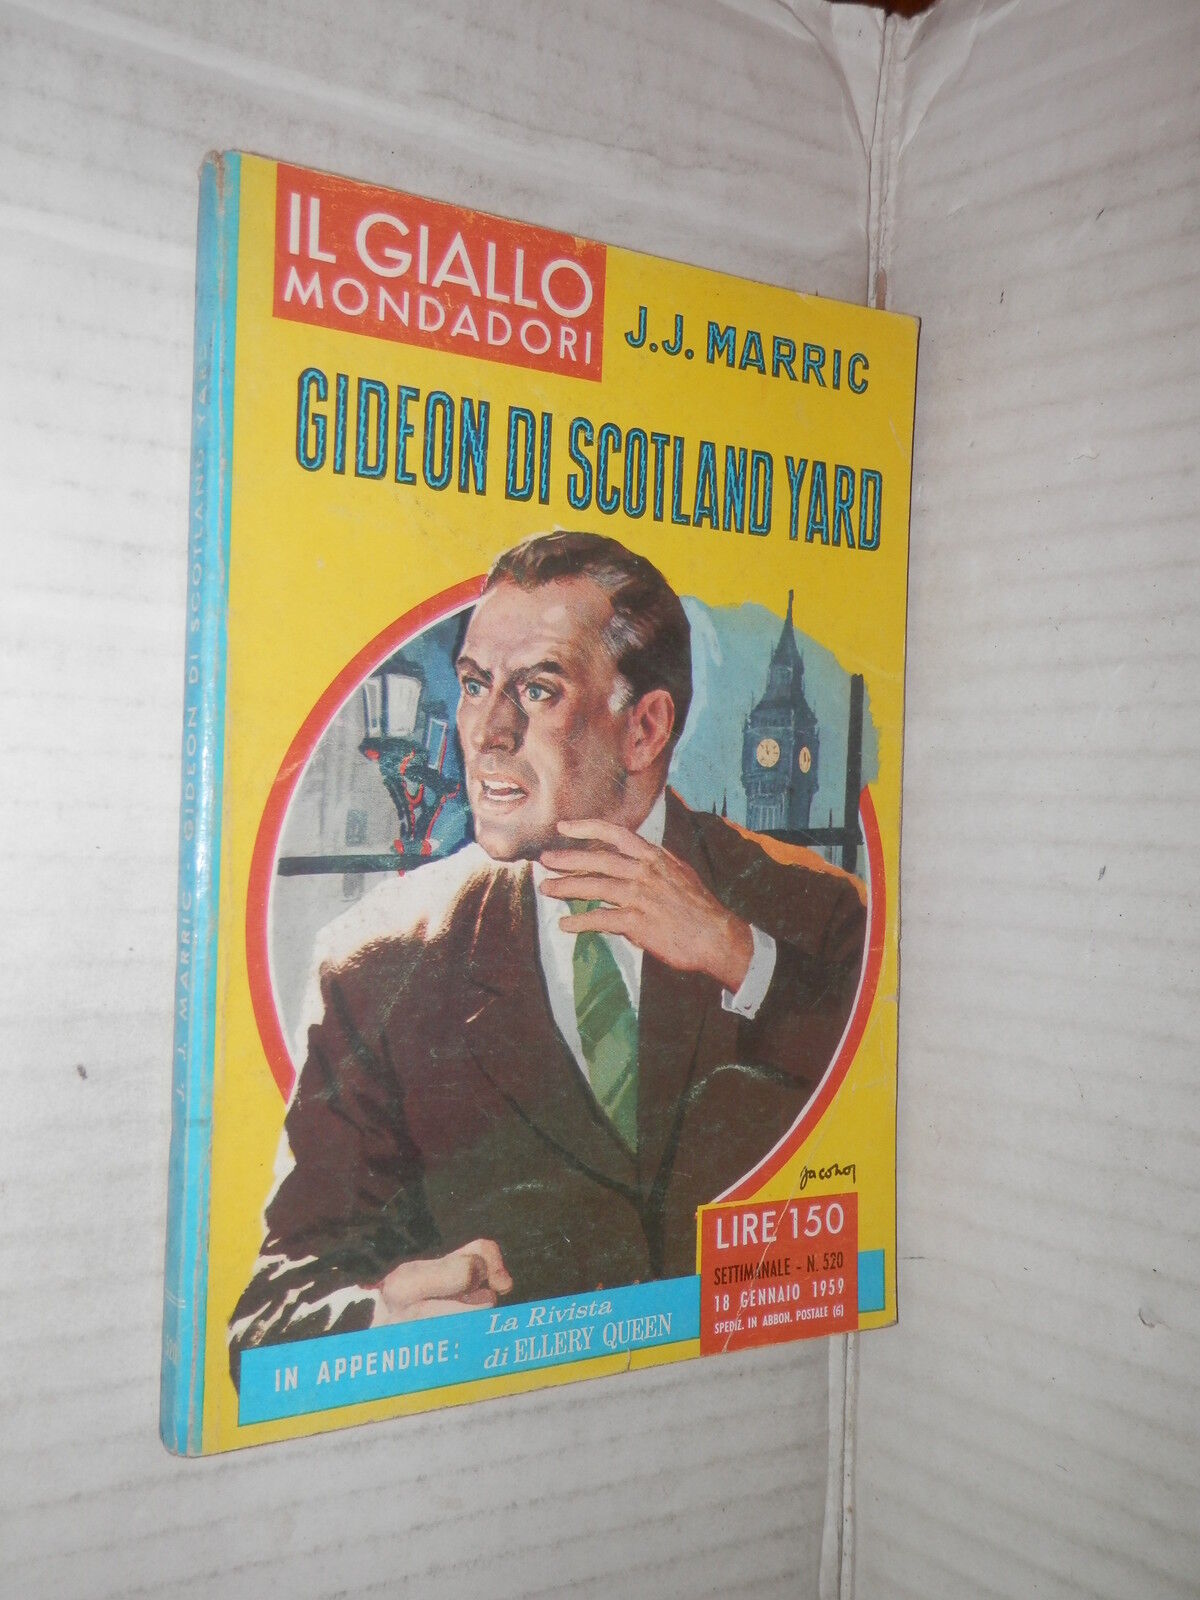 IL GIALLO
MONDADORI
J.J. MARRIC
GIDEON DI SCOTLAND YARD
Jacono
LIRE 150
SETTIMANALE - N. 520
18 GENNAIO 1959
SPEDIZ. IN ABBON. POSTALE (6)
IN APPENDICE:
La Rivista
di ELLERY QUEEN
J. J. MARRIC - GIDEON DI SCOTLAND YARD